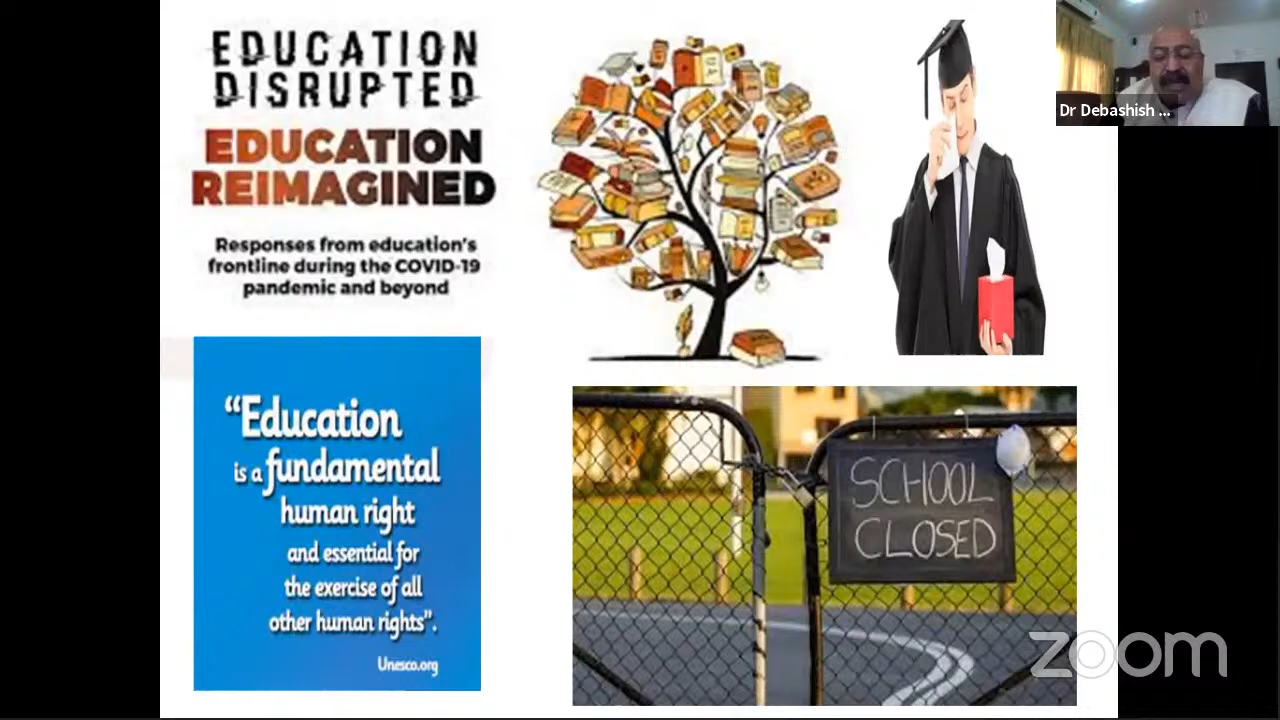 EDUCATION
DISRUPTED
EDUCATION
REIMAGINED
Responses from education's
frontline during the COVID-19
pandemic and beyond
Dr Debashish ...
“Education
is a fundamental
human right
and essential for
the exercise of all
other human rights”.
Unesco.org
SCHOOL
CLOSED
zoom